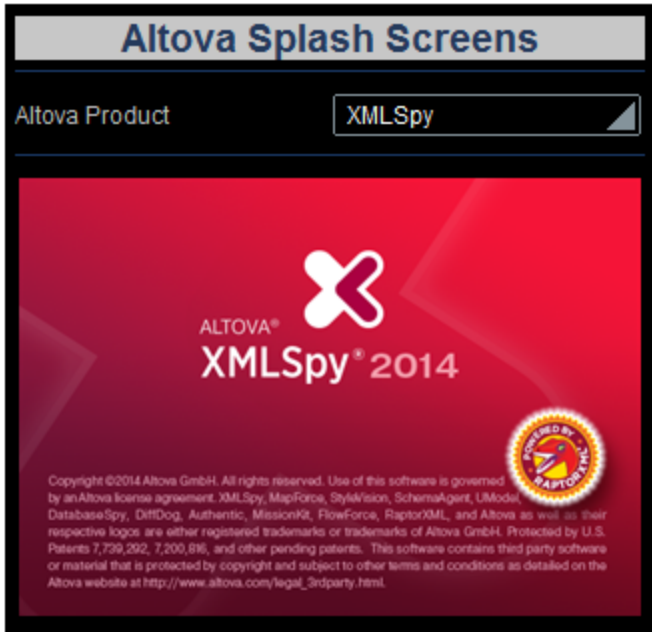 Altova Splash Screens
Altova Product
XMLSpy
ALTOVA®
XMLSpy® 2014
POWERED BY
RAPTORXML
Copyright ©2014 Altova GmbH. All rights reserved. Use of this software is governed
by an Altova license agreement. XMLSpy, MapForce, StyleVision, SchemaAgent, UModel,
DatabaseSpy, DiffDog, Authentic, MissionKit, FlowForce, RaptorXML, and Altova as well as their
respective logos are either registered trademarks or trademarks of Altova GmbH. Protected by U.S.
Patents 7,739,292, 7,200,816, and other pending patents. This software contains third party software
or material that is protected by copyright and subject to other terms and conditions as detailed on the
Altova website at http://www.altova.com/legal_3rdparty.html.